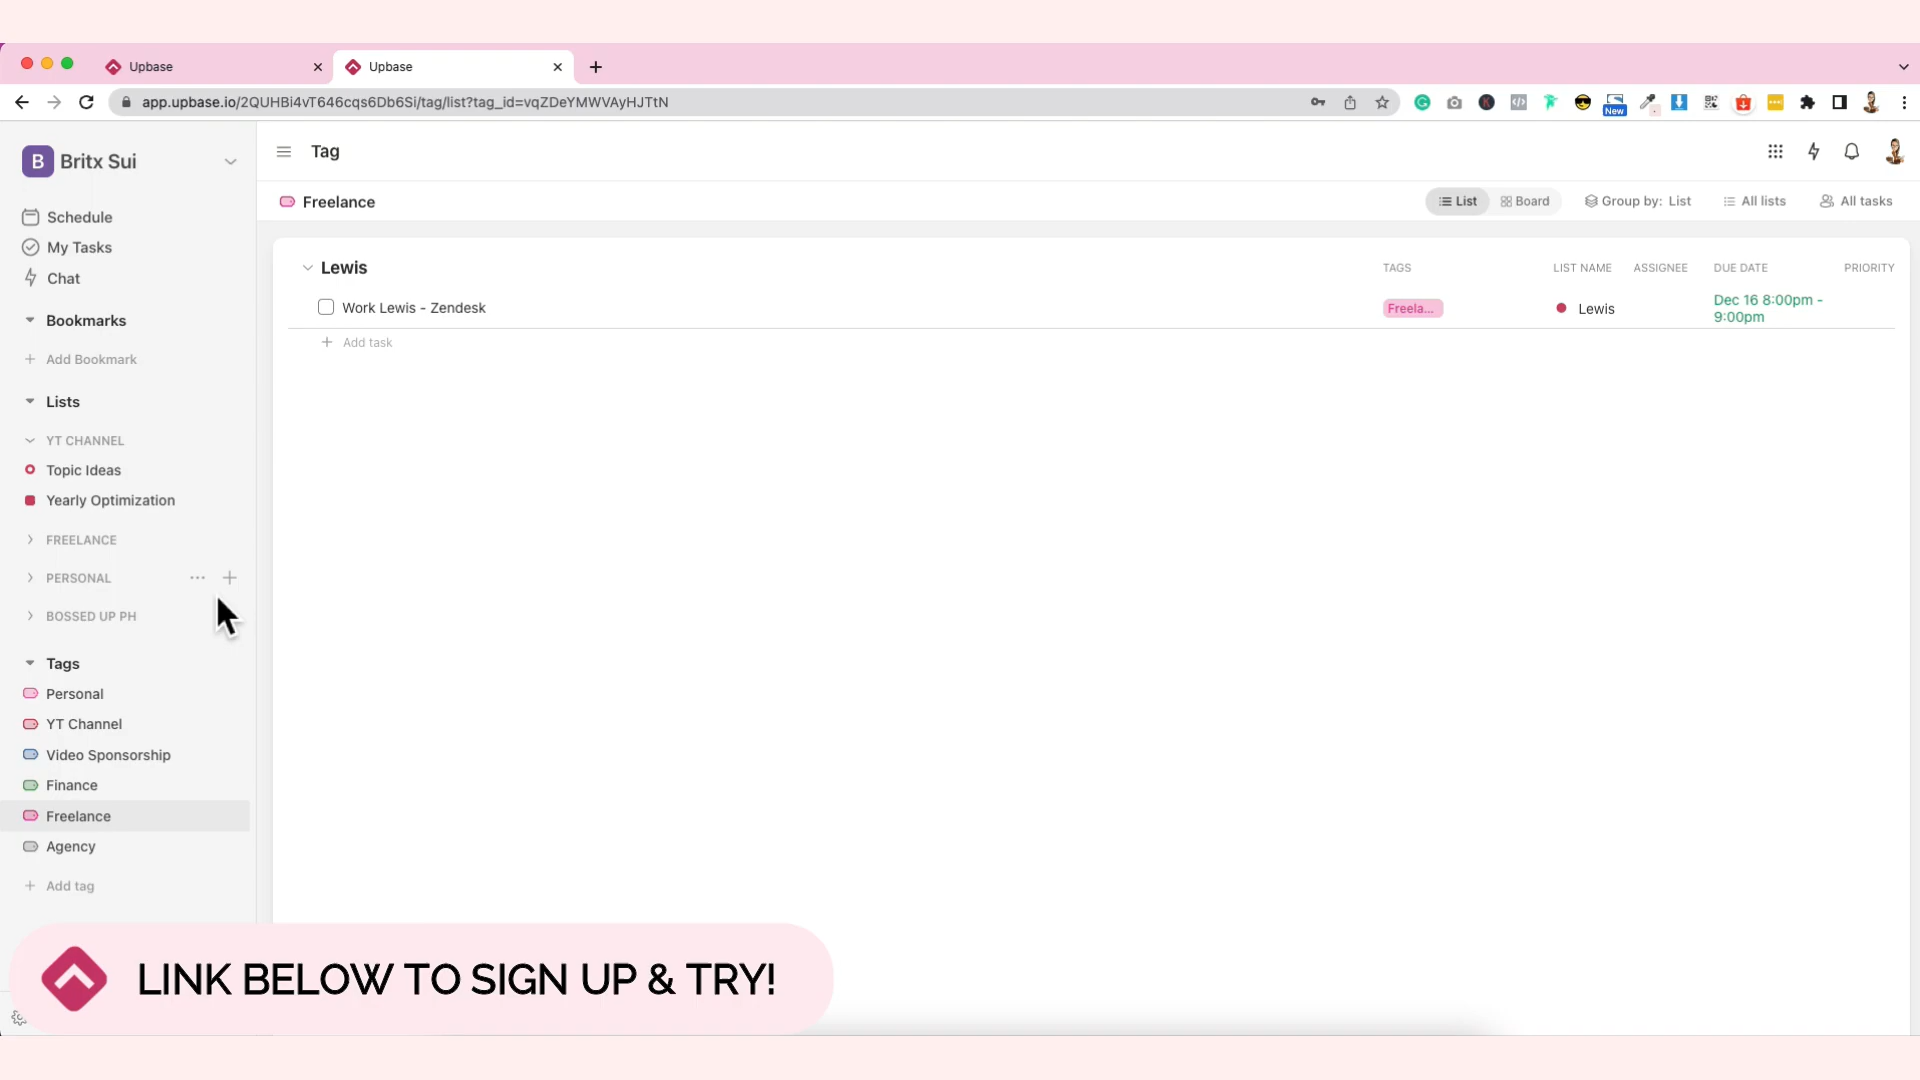 Upbase
Upbase
app.upbase.io/2QUHBi4vT646cqs6Db6Si/tag/list?tag_id=vqZDeYMWVAyHJTtN
New
B Britx Sui
Tag
Schedule
My Tasks
Chat
Bookmarks
Add Bookmark
Lists
YT CHANNEL
Topic Ideas
Yearly Optimization
FREELANCE
PERSONAL
BOSSED UP PH
Tags
Personal
YT Channel
Video Sponsorship
Finance
Freelance
Agency
Add tag
Freelance
List Board Group by: List All lists All tasks
Lewis TAGS LIST NAME ASSIGNEE DUE DATE PRIORITY
Work Lewis - Zendesk Freela... Lewis Dec 16 8:00pm -
9:00pm
Add task
LINK BELOW TO SIGN UP & TRY!